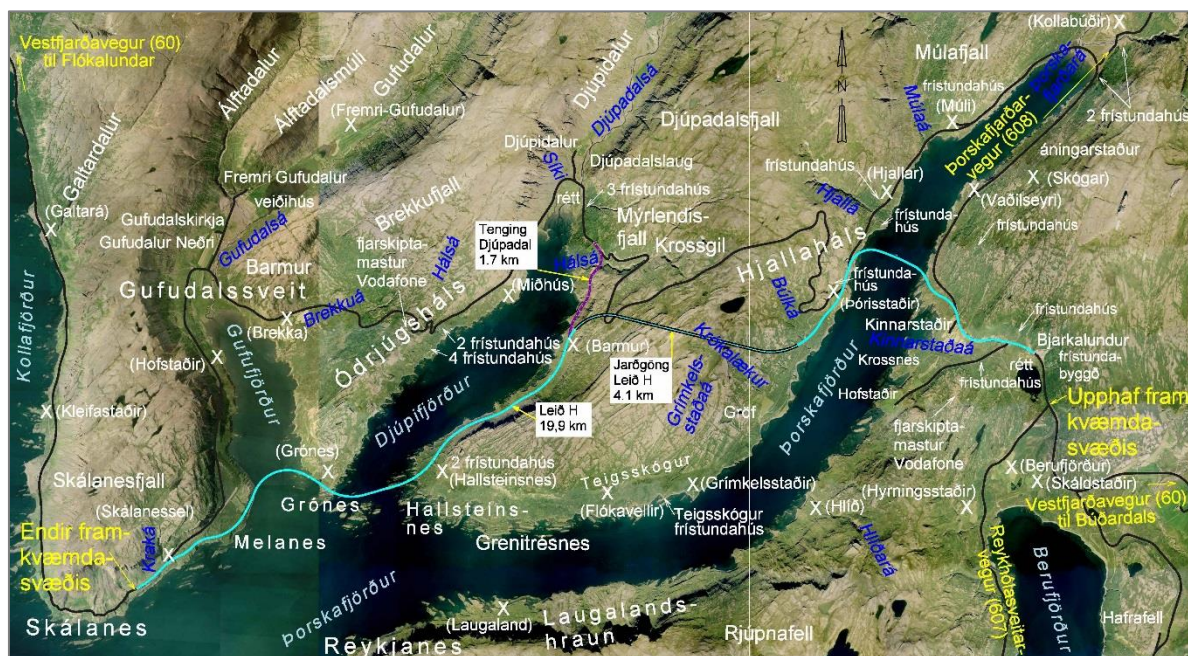 Vestfjarðavegur (60)
til Flókalundar
Galtardalur
(Galtará)
Kollafjörður
(Kleifastaðir)
Skálanesfjall
(Skálanessel)
Endir fram-
kvæmda-
svæðis
Kraká
Skálanes
Álftadalur
Álftadalsmúli
Gufudalur
(Fremri-Gufudalur)
Fremri Gufudalur
veiðihús
Gufudalskirkja
Gufudalur Neðri
Gufudalsá
Barmur
Gufudalssveit
(Brekka)
Brekkuá
(Hofstaðir)
Gufufjörður
(Grónes)
Grónes
Melanes
Brekkufjall
fjarskipta-
mastur
Vodafone
Hálsá
Ódrjúgsháls
2 frístundahús
4 frístundahús
(Miðhús)
Djúpifjörður
Tenging
Djúpadal
1.7 km
Djúpidalur
Djúpidalur
Djúpadalsá
Síki
Djúpadalslaug
rétt
3 frístundahús
Mýrlendis-
fjall
Hálsá
Krossgil
Djúpadalsfjall
(Barmur)
Jarðgöng
Leið H
4.1 km
Leið H
19,9 km
Krokalækur
Grímkels-
staðaá
Gröf
2 frístundahús
(Hallsteinsnes)
Hallsteins-
nes
Teigsskógur
(Flókavellir)
(Grímkelsstaðir)
Teigsskógur
frístundahús
Grenitrésnes
Þorskafjörður
(Laugaland)
Laugalands-
hraun
Reykjanes
Rjúpnafell
N
(Kollabúðir)
Múlafjall
frístundahús
(Múli)
Múlaá
Þorska-
fjarðará
Þorskafjarðar-
vegur (608)
2 frístundahús
áningarstaður
(Skógar)
(Vaðilseyri)
frístundahús
frístundahús
(Hjallar)
Hjallá
frístunda-
hús
Hjallaháls
Búlka
frístunda-
hús
(Þórisstaðir)
Kinnarstaðir
Kinnarstaðaá
Krossnes
Hofstaðir
Þorskafjörður
frístundahús
Bjarkalundur
rétt
frístunda-
byggð
frístundahús
Upphaf fram
kvæmda-
svæðis
fjarskipta-
mastur
Vodafone
(Berufjörður)
(Skáldstaðir)
(Hyrningsstaðir)
(Hlíð)
Hlíðará
Vestfjarðavegur (60)
til Búðardals
Reykhólasveitar-
vegur (607)
Berufjörður
Hafrafell